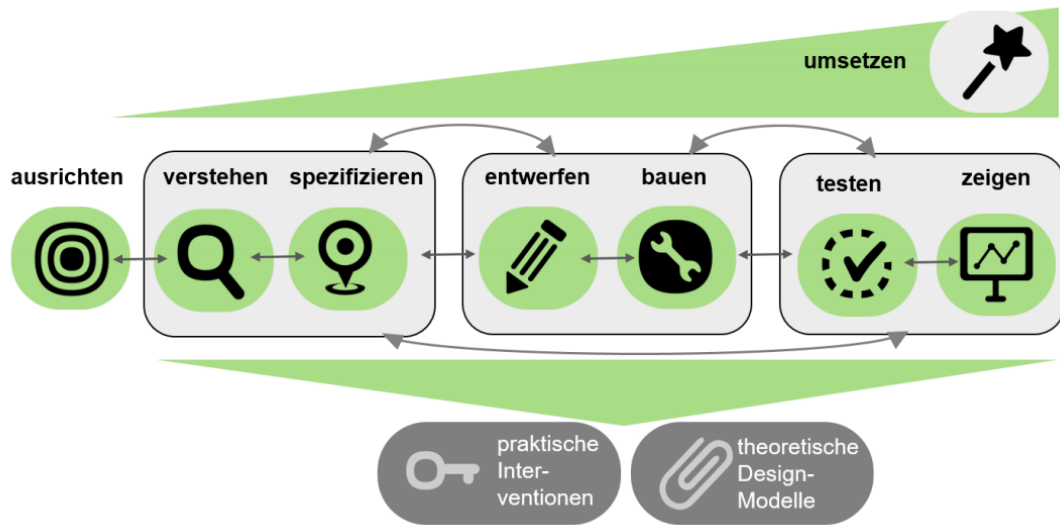 umsetzen
ausrichten
verstehen
spezifizieren
entwerfen
bauen
testen
zeigen
praktische
Inter-
ventionen
theoretische
Design-
Modelle